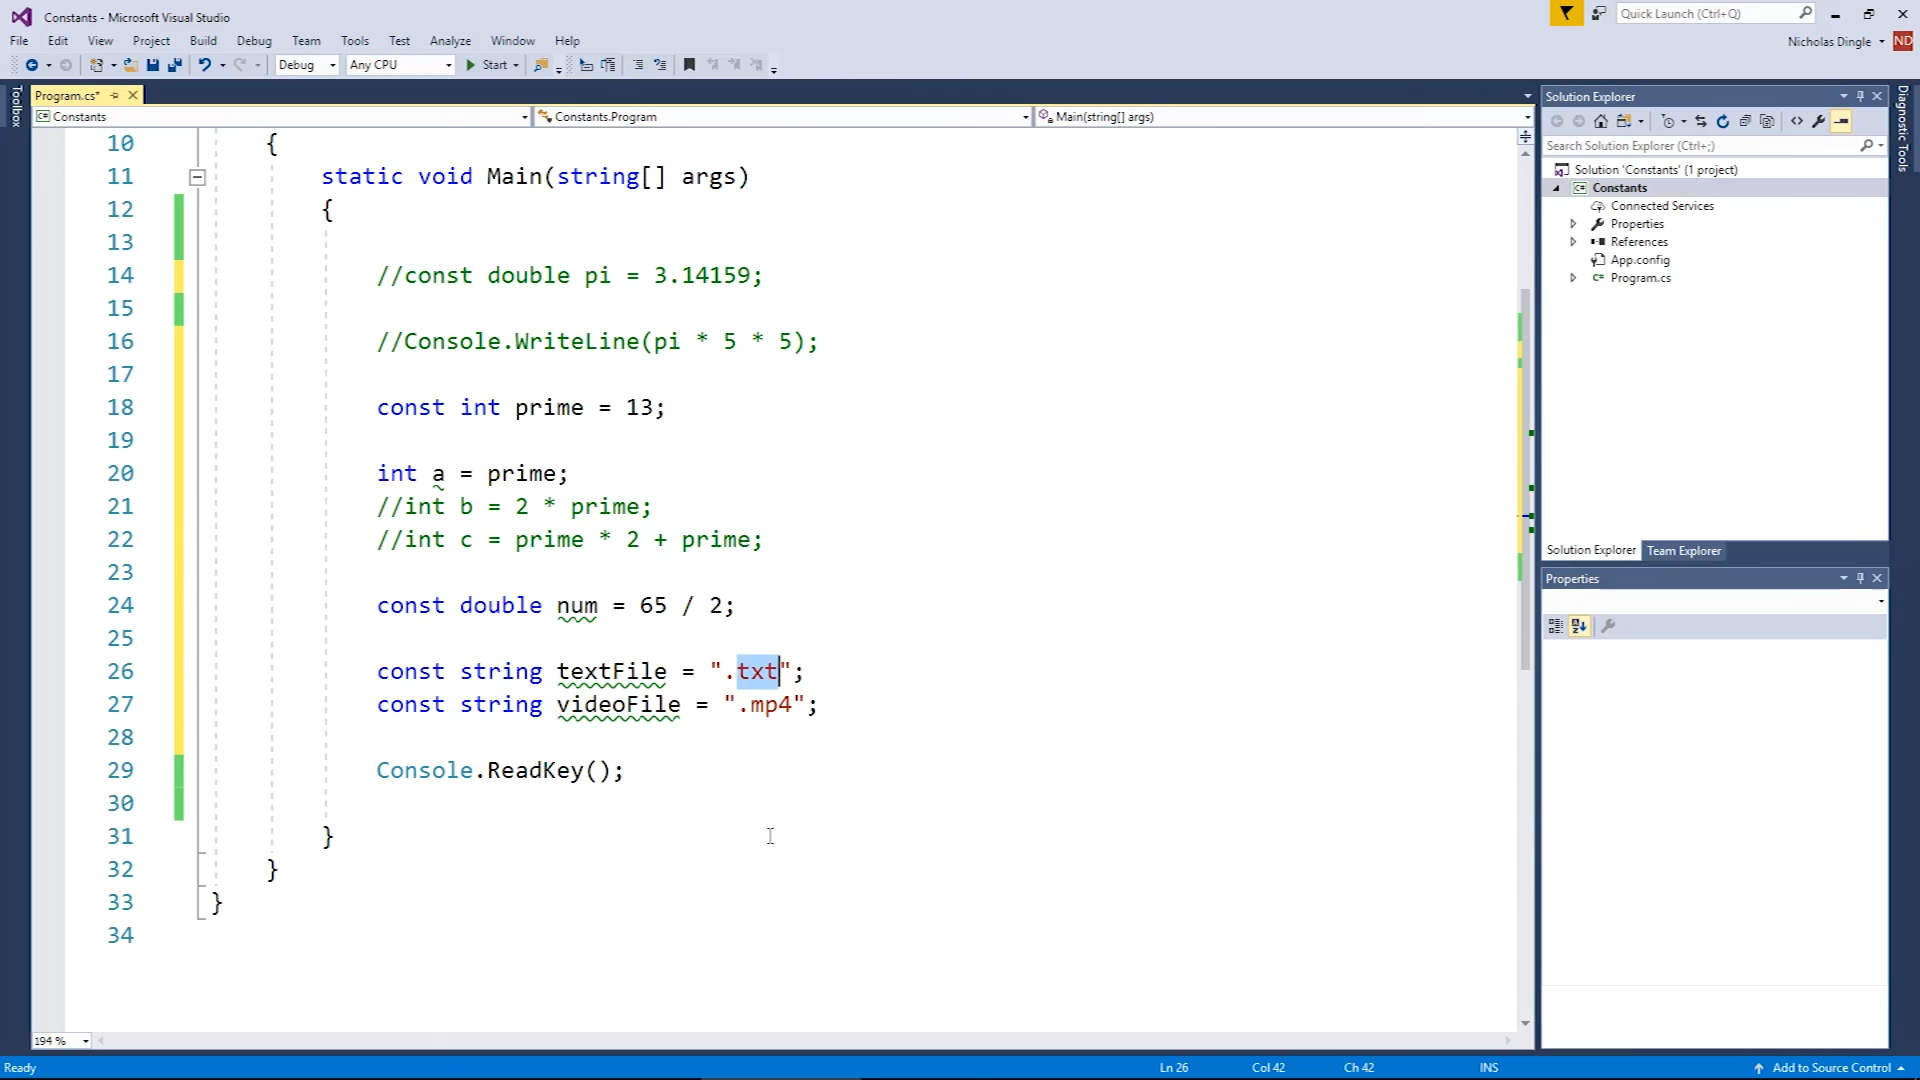 Constants - Microsoft Visual Studio
Quick Launch (Ctrl+Q)
File Edit View Project Build Debug Team Tools Test Analyze Window Help
Nicholas Dingle ND
Debug Any CPU Start
Toolbox
Program.cs*
Constants Constants.Program Main(string[] args)
10 {
11 static void Main(string[] args)
12 {
13
14 //const double pi = 3.14159;
15
16 //Console.WriteLine(pi * 5 * 5);
17
18 const int prime = 13;
19
20 int a = prime;
21 //int b = 2 * prime;
22 //int c = prime * 2 + prime;
23
24 const double num = 65 / 2;
25
26 const string textFile = ".txt";
27 const string videoFile = ".mp4";
28
29 Console.ReadKey();
30
31 }
32 }
33 }
34
194 %
Solution Explorer
Search Solution Explorer (Ctrl+;)
Solution 'Constants' (1 project)
C# Constants
Connected Services
Properties
References
App.config
C# Program.cs
Solution Explorer Team Explorer
Properties
Diagnostic Tools
Ready Ln 26 Col 42 Ch 42 INS Add to Source Control